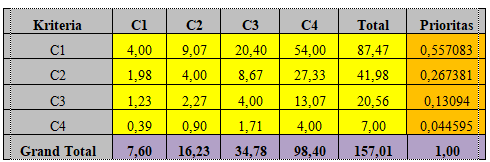 Kriteria C1 C2 C3 C4 Total Prioritas
C1 4,00 9,07 20,40 54,00 87,47 0,557083
C2 1,98 4,00 8,67 27,33 41,98 0,267381
C3 1,23 2,27 4,00 13,07 20,56 0,13094
C4 0,39 0,90 1,71 4,00 7,00 0,044595
Grand Total 7,60 16,23 34,78 98,40 157,01 1,00